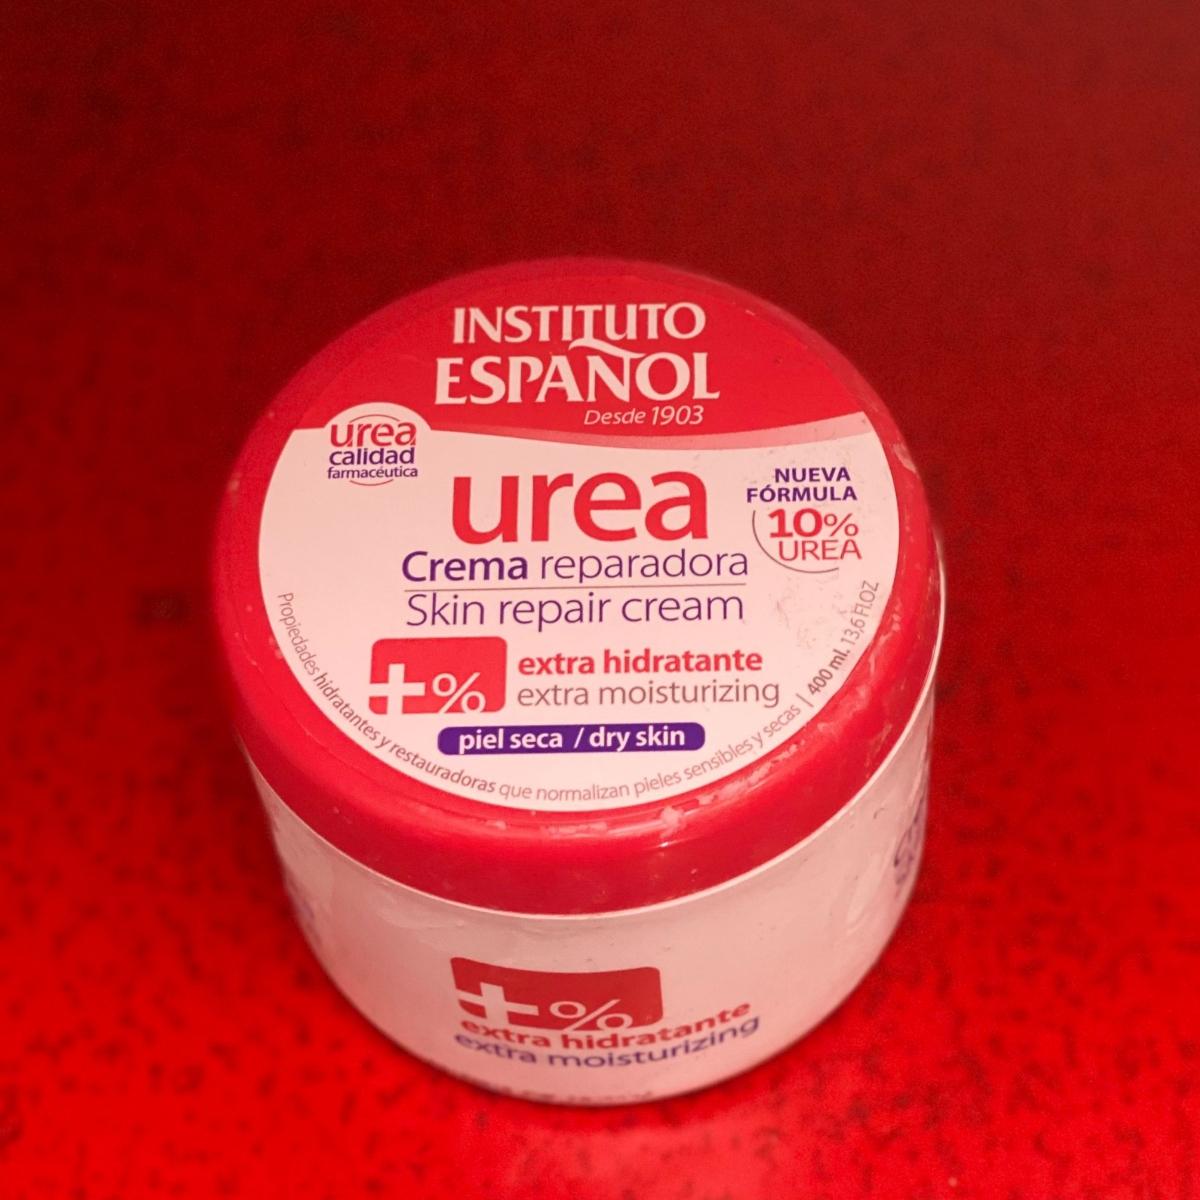 INSTITUTO
ESPAÑOL
Desde 1903
urea
calidad
farmacéutica
urea
NUEVA
FÓRMULA
10%
UREA
Crema reparadora
Skin repair cream
+%
extra hidratante
extra moisturizing
piel seca / dry skin
Propiedades hidratantes y restauradoras que normalizan pieles sensibles y secas | 400 ml. 13,6 FL.OZ
+%
extra hidratante
extra moisturizing